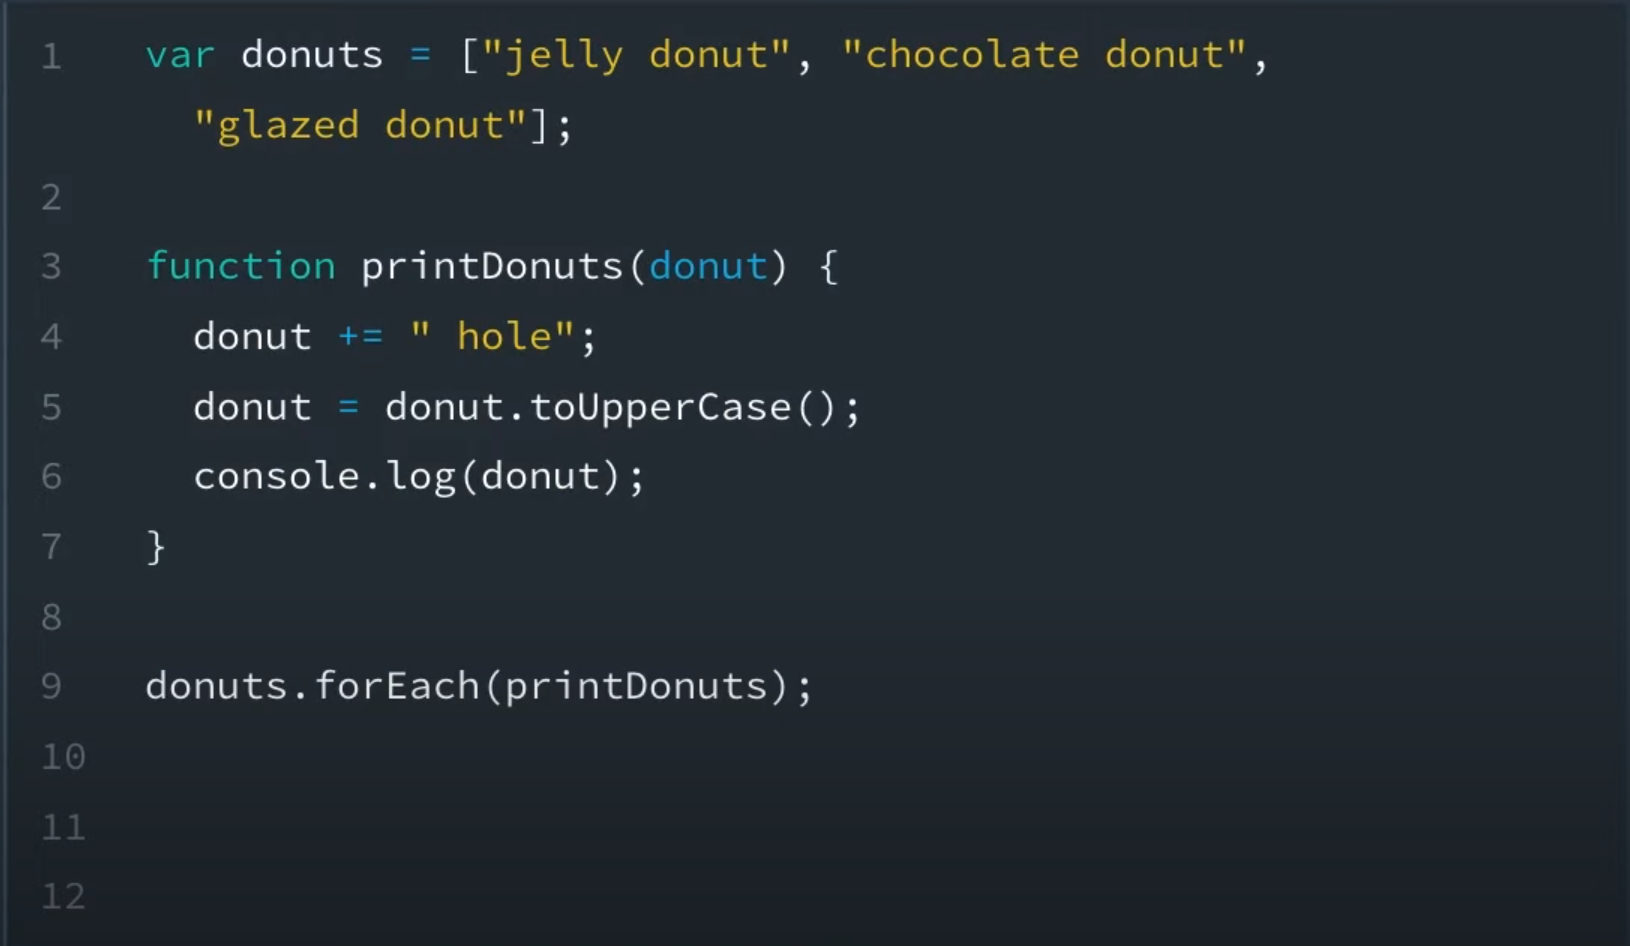 1 var donuts = ["jelly donut", "chocolate donut",
"glazed donut"];
2
3 function printDonuts(donut) {
4 donut += " hole";
5 donut = donut.toUpperCase();
6 console.log(donut);
7 }
8
9 donuts.forEach(printDonuts);
10
11
12